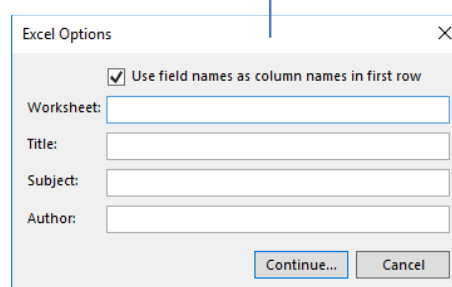 Excel Options
Use field names as column names in first row
Worksheet:
Title:
Subject:
Author:
Continue... Cancel